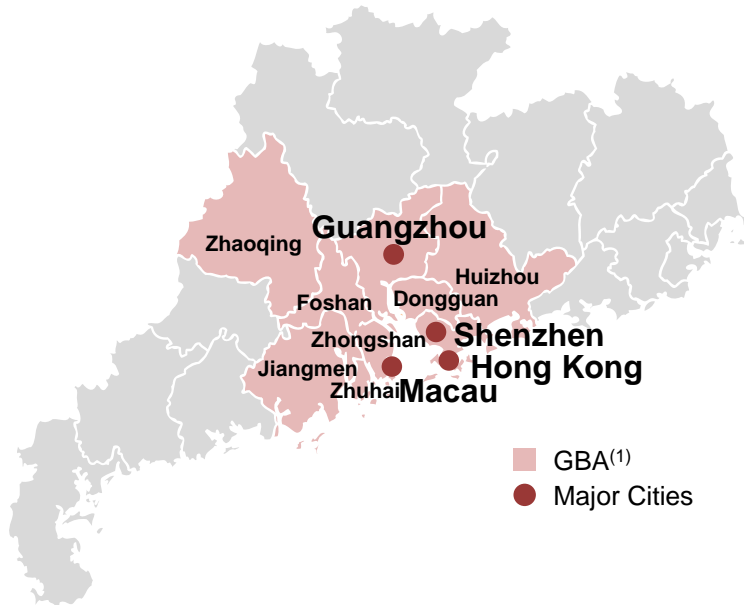 Guangzhou
Zhaoqing
Huizhou
Foshan
Dongguan
Zhongshan
Shenzhen
Jiangmen
Hong Kong
Zhuhai
Macau
GBA(1)
Major Cities